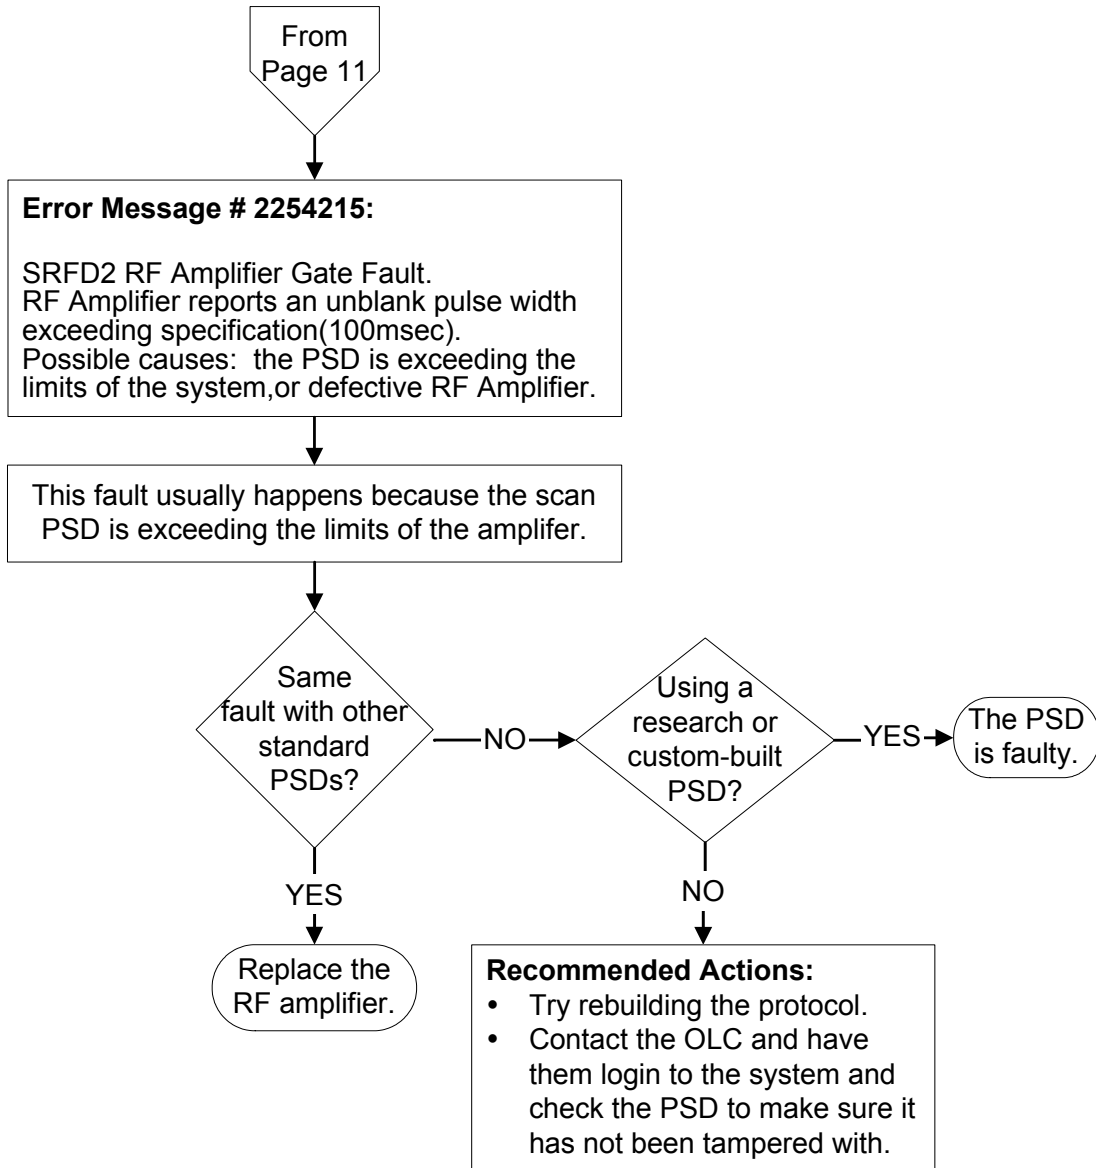 From
Page 11
Error Message # 2254215:
SRFD2 RF Amplifier Gate Fault.
RF Amplifier reports an unblank pulse width
exceeding specification(100msec).
Possible causes:  the PSD is exceeding the
limits of the system,or defective RF Amplifier.
This fault usually happens because the scan
PSD is exceeding the limits of the amplifer.
Same
fault with other
standard
PSDs?
NO
Using a
research or
custom-built
PSD?
YES
The PSD
is faulty.
YES
NO
Replace the
RF amplifier.
Recommended Actions:
• Try rebuilding the protocol.
• Contact the OLC and have
them login to the system and
check the PSD to make sure it
has not been tampered with.